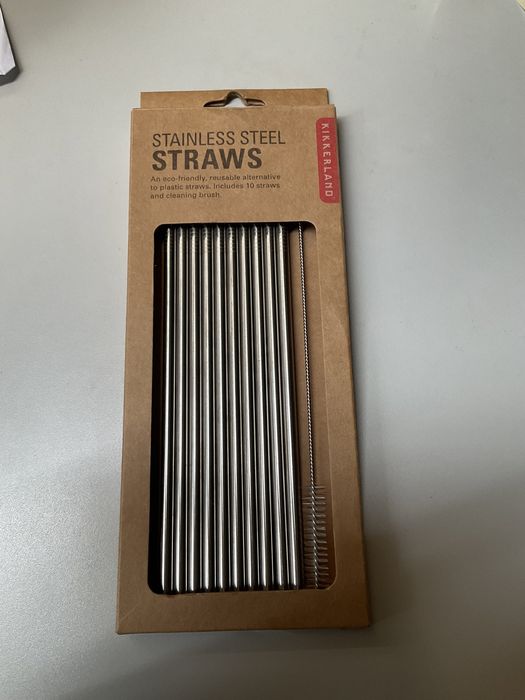 STAINLESS STEEL
STRAWS
An eco-friendly, reusable alternative
to plastic straws. Includes 10 straws
and cleaning brush.
KIKKERLAND